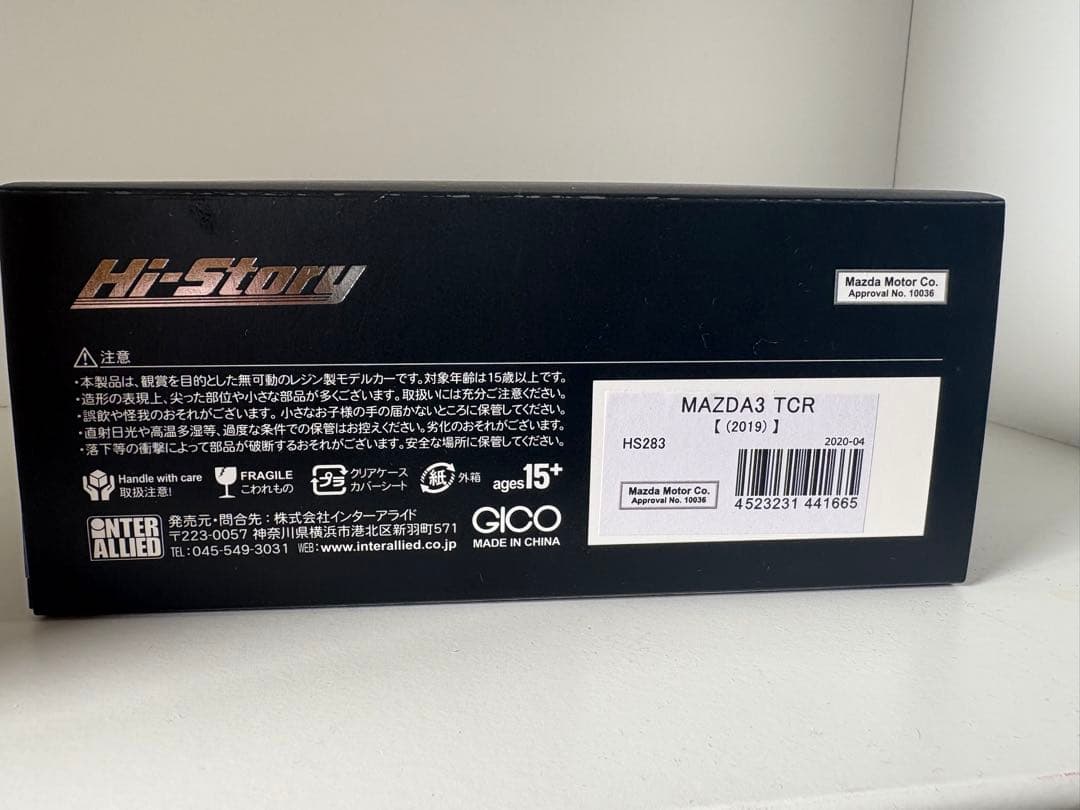 Hi-Story
Mazda Motor Co.
Approval No. 10036
注意
・本製品は、観賞を目的とした無可動のレジン製モデルカーです。対象年齢は15歳以上です。
・造形の表現上、尖った部位や小さな部品が多くございます。取扱いには充分ご注意ください。
・誤飲や怪我のおそれがございます。小さなお子様の手の届かないところに保管してください。
・直射日光や高温多湿等、過度な条件での保管はお控えください。劣化のおそれがございます。
・落下等の衝撃によって部品が破断するおそれがございます。安全な場所に保管してください。
Handle with care
取扱注意!
FRAGILE
こわれもの
プラ
クリアケース
カバーシート
紙
外箱
ages15+
INTER
ALLIED
発売元・問合先：株式会社インターアライド
〒223-0057 神奈川県横浜市港北区新羽町571
TEL:045-549-3031 WEB:www.interallied.co.jp
GICO
MADE IN CHINA
MAZDA3 TCR
【（2019）】
HS283
2020-04
Mazda Motor Co.
Approval No. 10036
4523231 441665